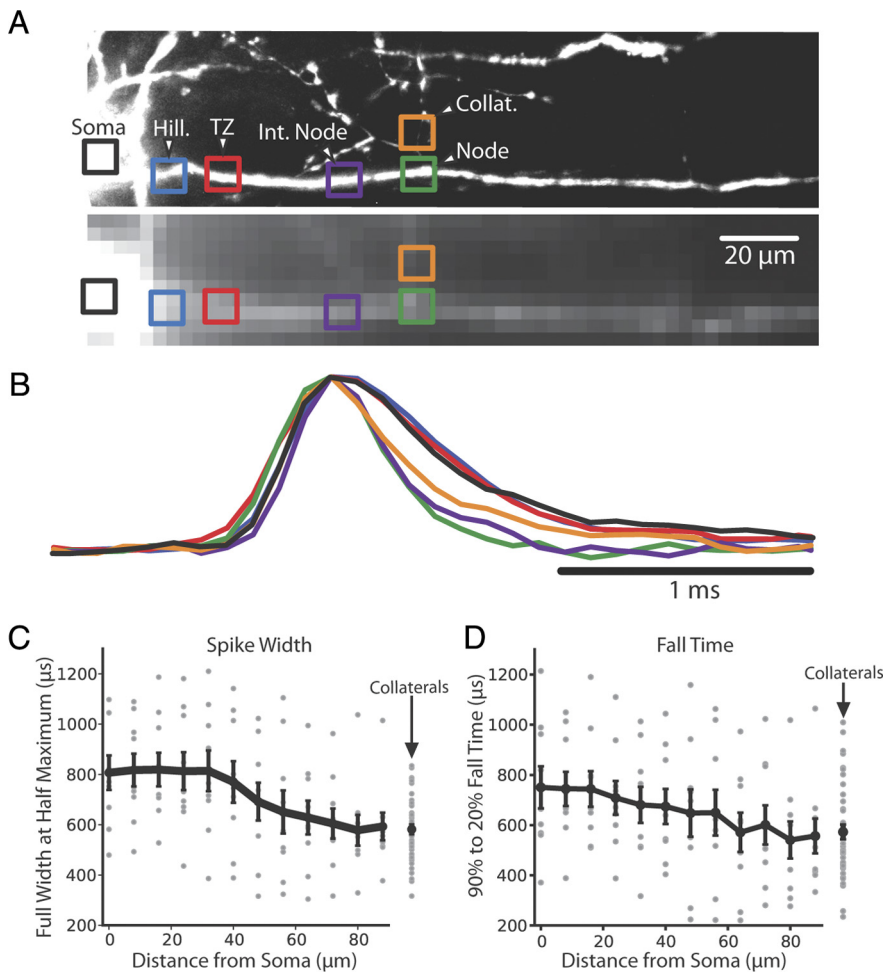 A
Soma
Hill.
TZ
Int. Node
Collat.
Node
20 µm
B
1 ms
C
Spike Width
Collaterals
Full Width at Half Maximum (µs)
1200
1000
800
600
400
200
0
20
40
60
80
Distance from Soma (µm)
D
Fall Time
Collaterals
90% to 20% Fall Time (µs)
1200
1000
800
600
400
200
0
20
40
60
80
Distance from Soma (µm)